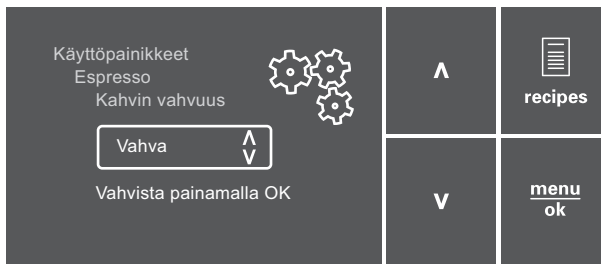 Käyttöpainikkeet
Espresso
Kahvin vahvuus
Vahva
Vahvista painamalla OK
recipes
menu
ok